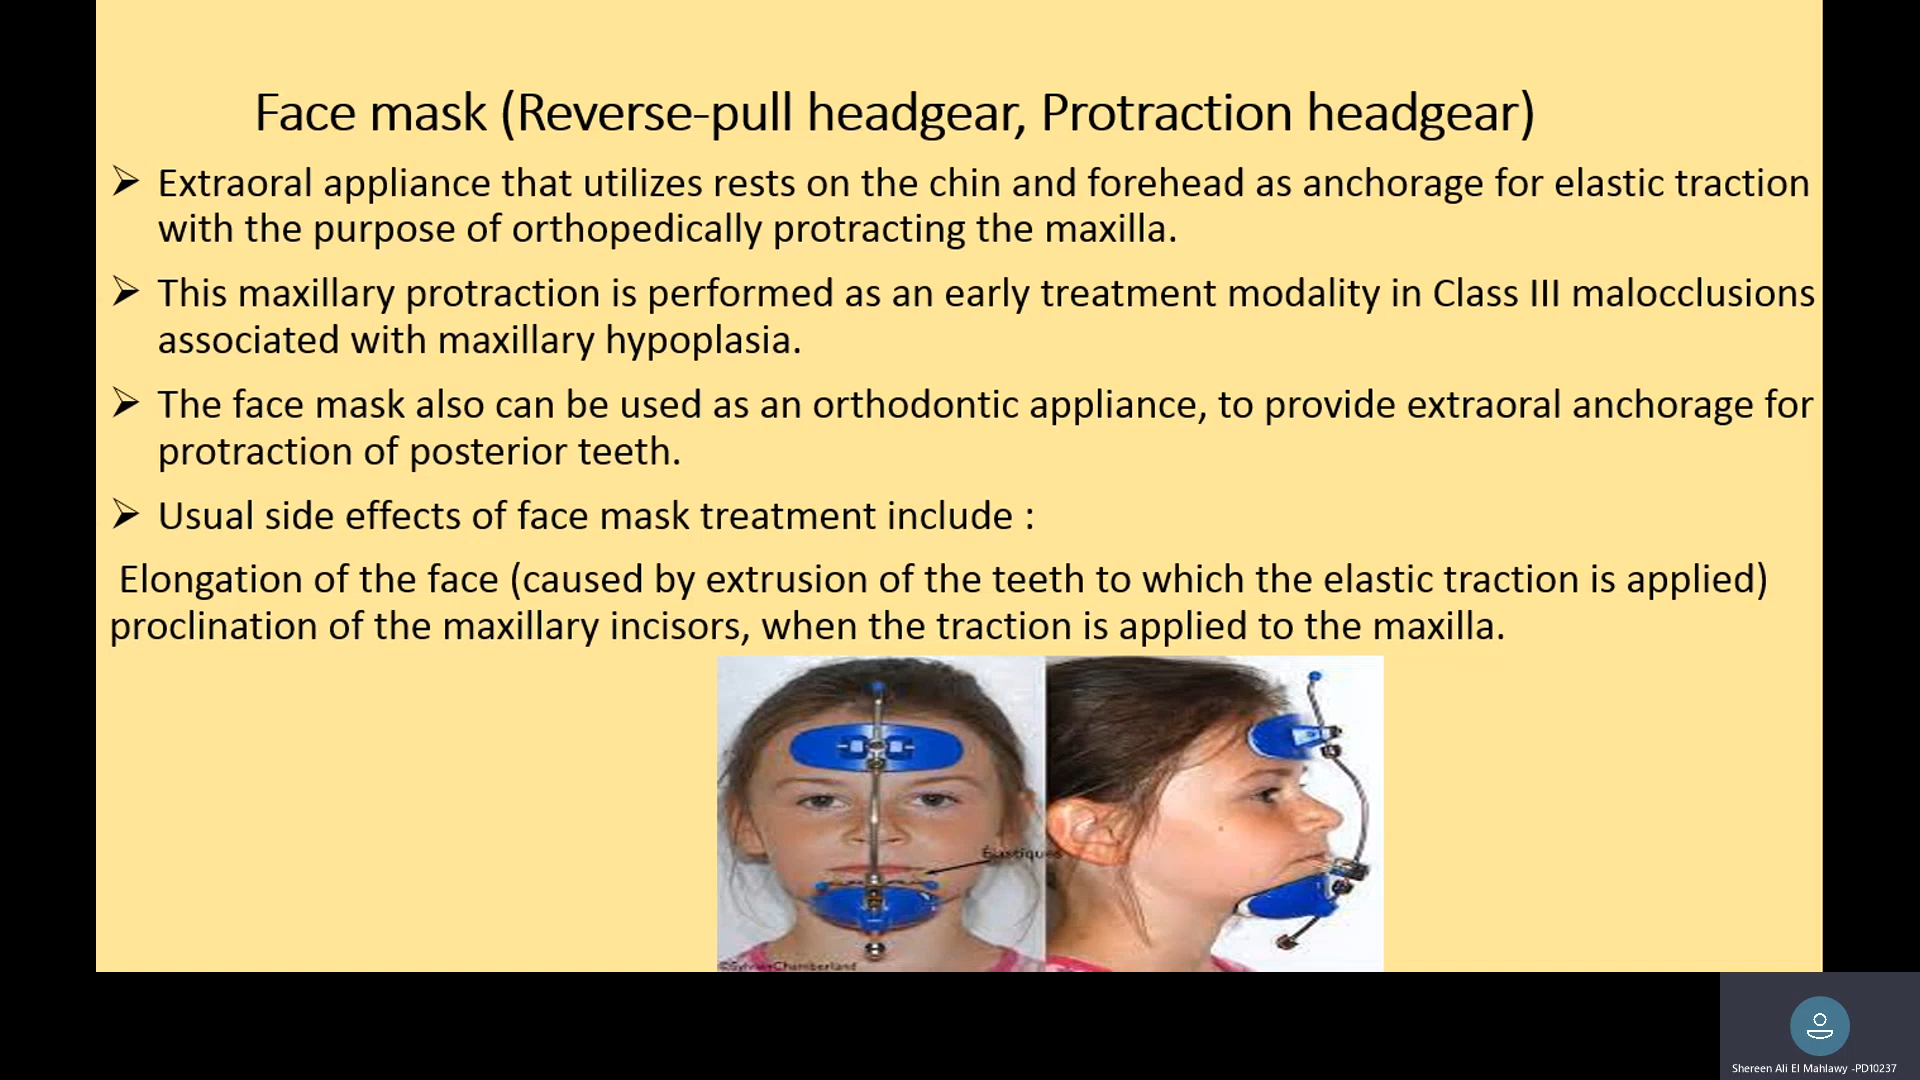 Face mask (Reverse-pull headgear, Protraction headgear)
➢ Extraoral appliance that utilizes rests on the chin and forehead as anchorage for elastic traction
with the purpose of orthopedically protracting the maxilla.
➢ This maxillary protraction is performed as an early treatment modality in Class III malocclusions
associated with maxillary hypoplasia.
➢ The face mask also can be used as an orthodontic appliance, to provide extraoral anchorage for
protraction of posterior teeth.
➢ Usual side effects of face mask treatment include :
Elongation of the face (caused by extrusion of the teeth to which the elastic traction is applied)
proclination of the maxillary incisors, when the traction is applied to the maxilla.
Élastiques
©SylvainChamberland
Shereen Ali El Mahlawy -PD10237